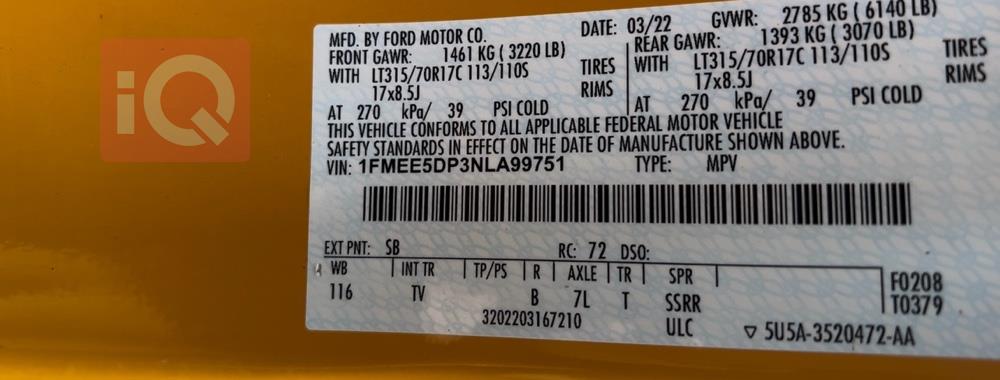 iQ
MFD. BY FORD MOTOR CO. DATE: 03/22 GVWR: 2785 KG ( 6140 LB)
FRONT GAWR: 1461 KG ( 3220 LB) REAR GAWR: 1393 KG ( 3070 LB)
WITH LT315/70R17C 113/110S TIRES WITH LT315/70R17C 113/110S TIRES
17x8.5J RIMS 17x8.5J RIMS
AT 270 kPa/ 39 PSI COLD AT 270 kPa/ 39 PSI COLD
THIS VEHICLE CONFORMS TO ALL APPLICABLE FEDERAL MOTOR VEHICLE
SAFETY STANDARDS IN EFFECT ON THE DATE OF MANUFACTURE SHOWN ABOVE.
VIN: 1FMEE5DP3NLA99751 TYPE: MPV
EXT PNT: SB RC: 72 DSO:
WB INT TR TP/PS R AXLE TR SPR F0208
116 TV B 7L T SSRR T0379
3202203167210 ULC ▽ 5U5A-3520472-AA